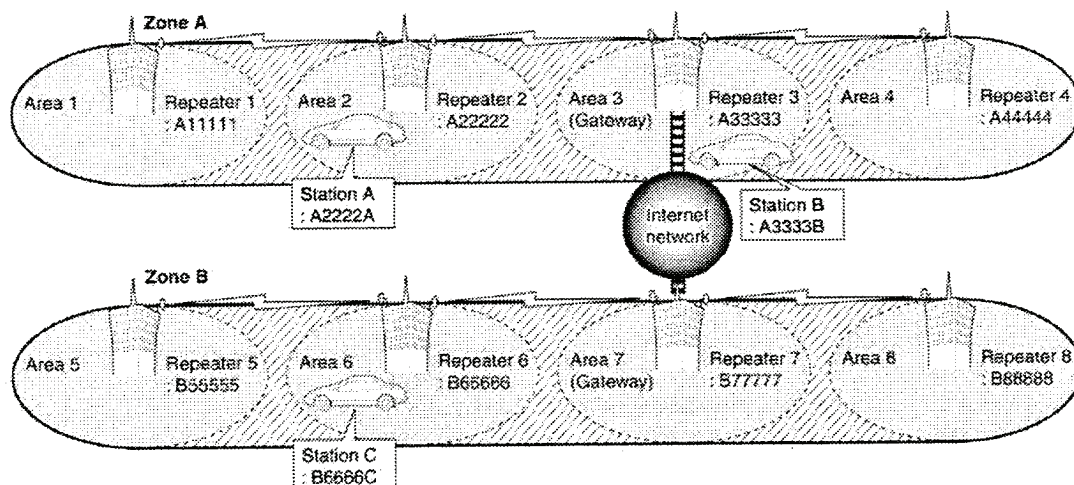 Zone A
Area 1
Repeater 1
: A11111
Area 2
Repeater 2
: A22222
Area 3
(Gateway)
Repeater 3
: A33333
Area 4
Repeater 4
: A44444
Station A
: A2222A
Internet
network
Station B
: A3333B
Zone B
Area 5
Repeater 5
: B55555
Area 6
Repeater 6
: B66666
Area 7
(Gateway)
Repeater 7
: B77777
Area 8
Repeater 8
: B88888
Station C
: B6666C